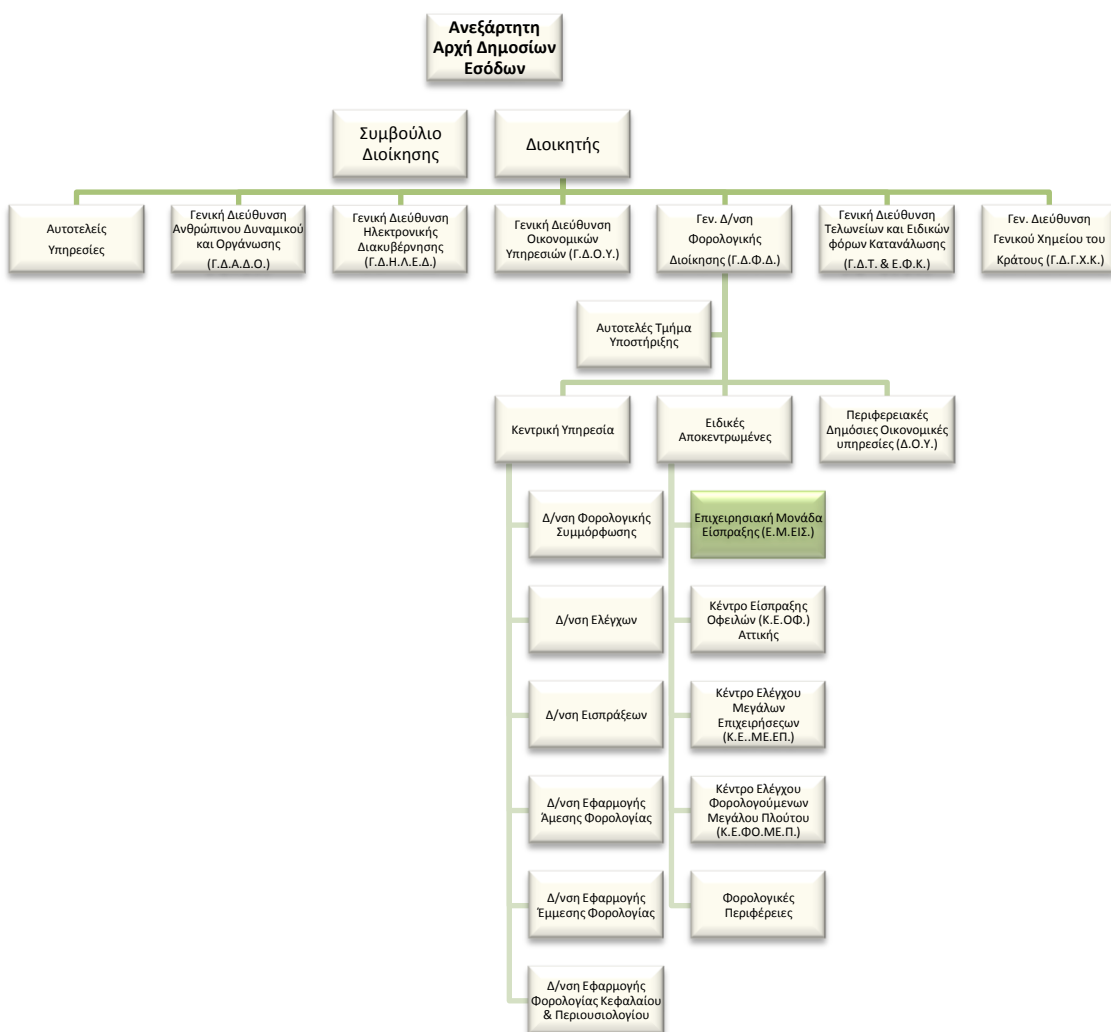 Ανεξάρτητη
Αρχή Δημοσίων
Εσόδων
Συμβούλιο
Διοίκησης
Διοικητής
Αυτοτελείς
Υπηρεσίες
Γενική Διεύθυνση
Ανθρώπινου Δυναμικού
και Οργάνωσης
(Γ.Δ.Α.Δ.Ο.)
Γενική Διεύθυνση
Ηλεκτρονικής
Διακυβέρνησης
(Γ.Δ.Η.Λ.Ε.Δ.)
Γενική Διεύθυνση
Οικονομικών
Υπηρεσιών (Γ.Δ.Ο.Υ.)
Γεν. Δ/νση
Φορολογικής
Διοίκησης (Γ.Δ.Φ.Δ.)
Γενική Διεύθυνση
Τελωνείων και Ειδικών
φόρων Κατανάλωσης
(Γ.Δ.Τ. & Ε.Φ.Κ.)
Γεν. Διεύθυνση
Γενικού Χημείου του
Κράτους (Γ.Δ.Γ.Χ.Κ.)
Αυτοτελές Τμήμα
Υποστήριξης
Κεντρική Υπηρεσία
Ειδικές
Αποκεντρωμένες
Περιφερειακές
Δημόσιες Οικονομικές
υπηρεσίες (Δ.Ο.Υ.)
Δ/νση Φορολογικής
Συμμόρφωσης
Δ/νση Ελέγχων
Δ/νση Εισπράξεων
Δ/νση Εφαρμογής
Άμεσης Φορολογίας
Δ/νση Εφαρμογής
Έμμεσης Φορολογίας
Δ/νση Εφαρμογής
Φορολογίας Κεφαλαίου
& Περιουσιολογίου
Επιχειρησιακή Μονάδα
Είσπραξης (Ε.Μ.ΕΙΣ.)
Κέντρο Είσπραξης
Οφειλών (Κ.Ε.ΟΦ.)
Αττικής
Κέντρο Ελέγχου
Μεγάλων
Επιχειρήσεςων
(Κ.Ε..ΜΕ.ΕΠ.)
Κέντρο Ελέγχου
Φορολογούμενων
Μεγάλου Πλούτου
(Κ.Ε.ΦΟ.ΜΕ.Π.)
Φορολογικές
Περιφέρειες